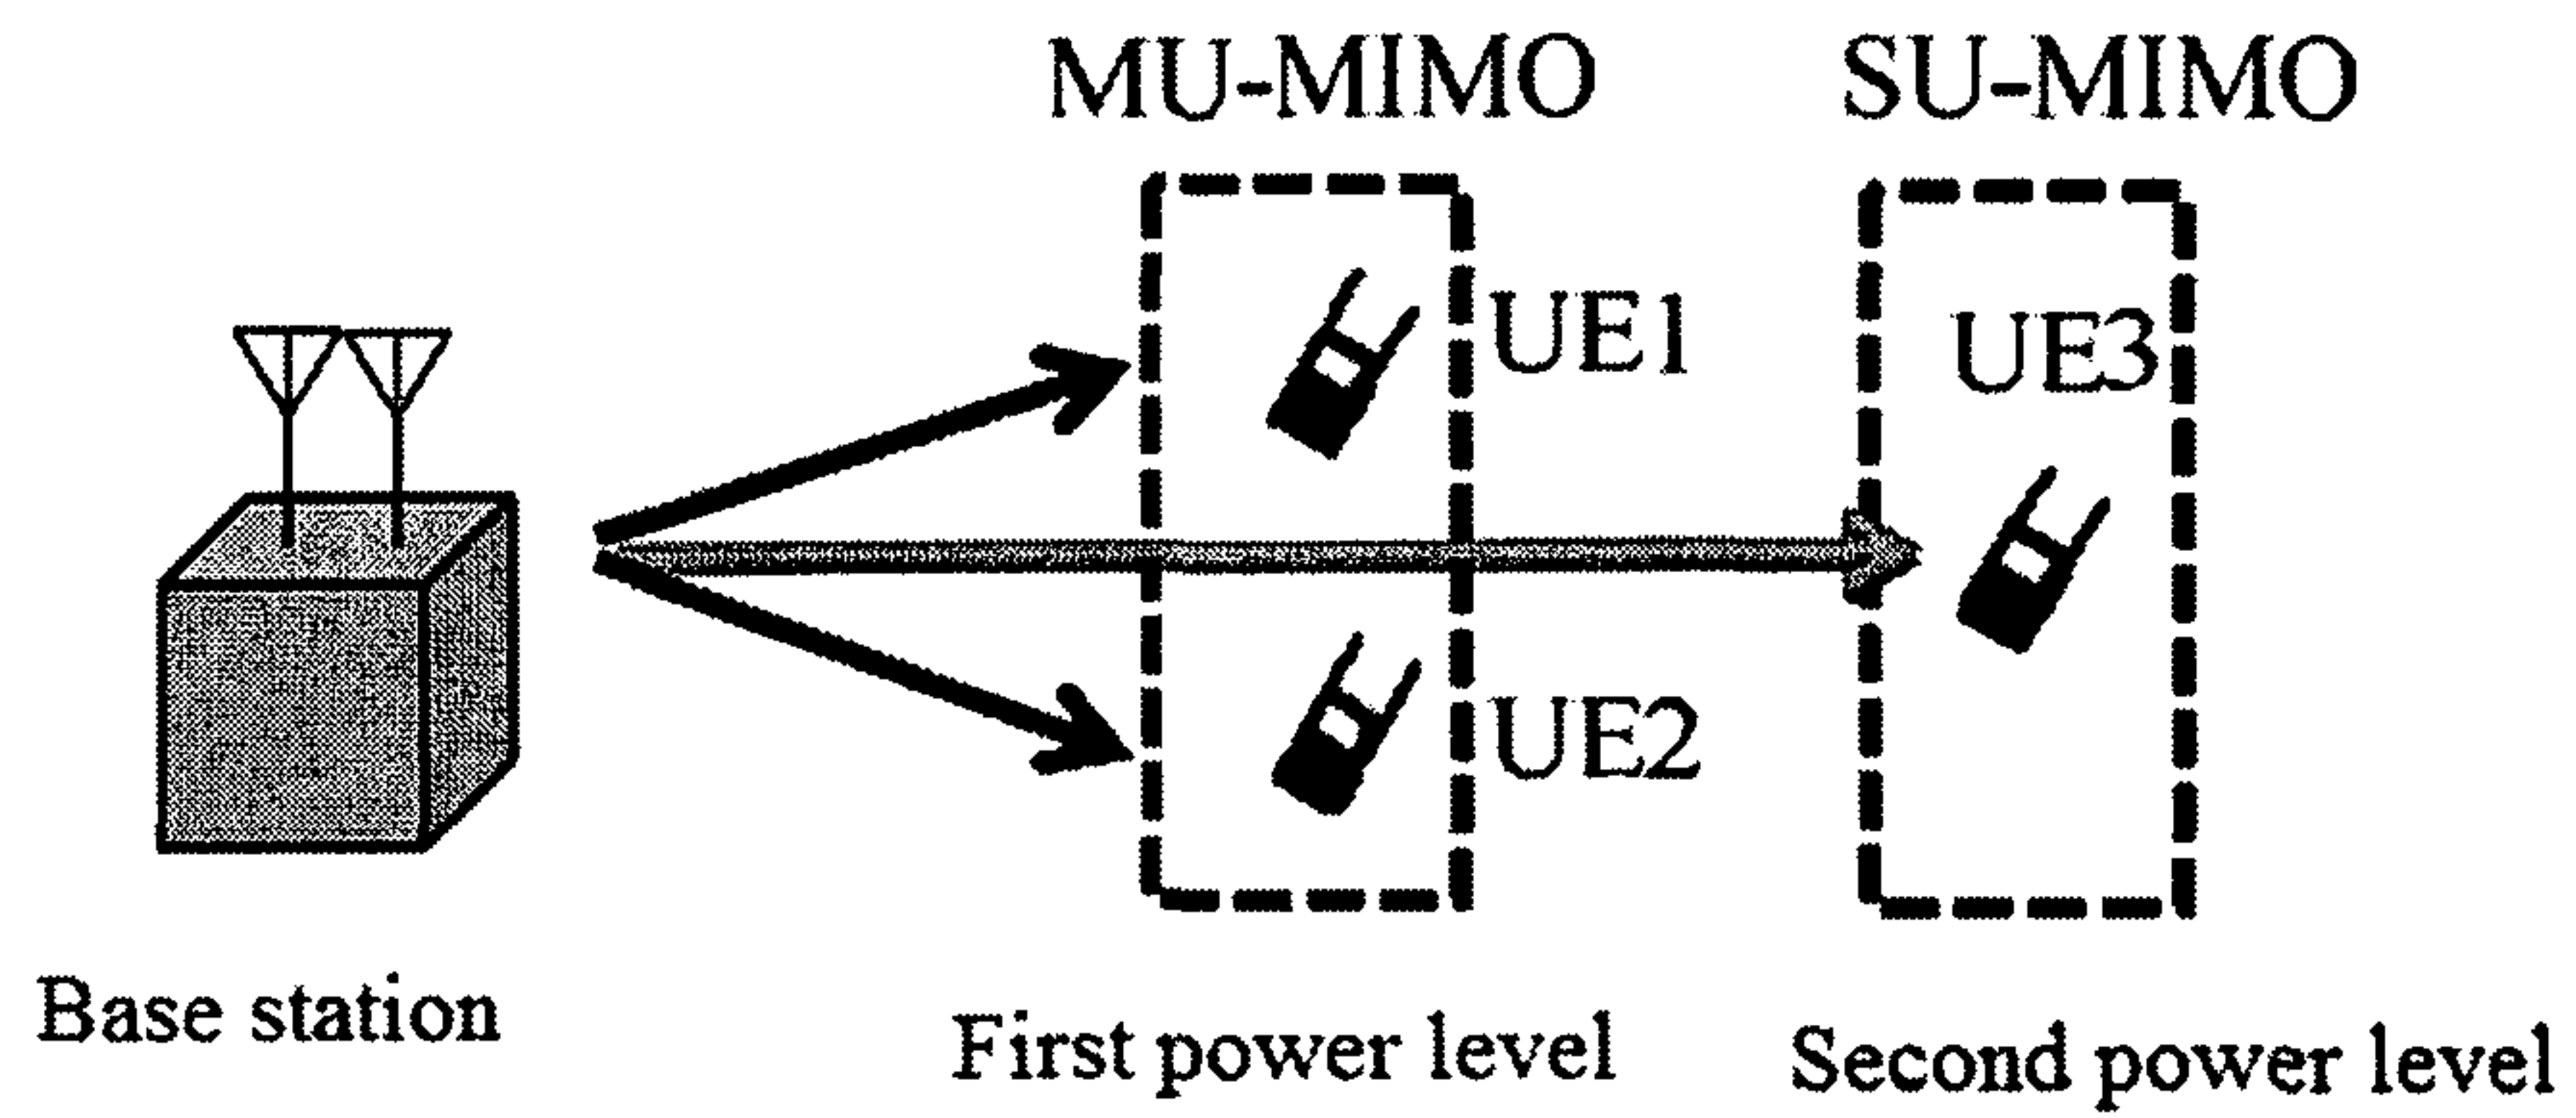 MU-MIMO
SU-MIMO
UE1
UE3
UE2
Base station
First power level
Second power level